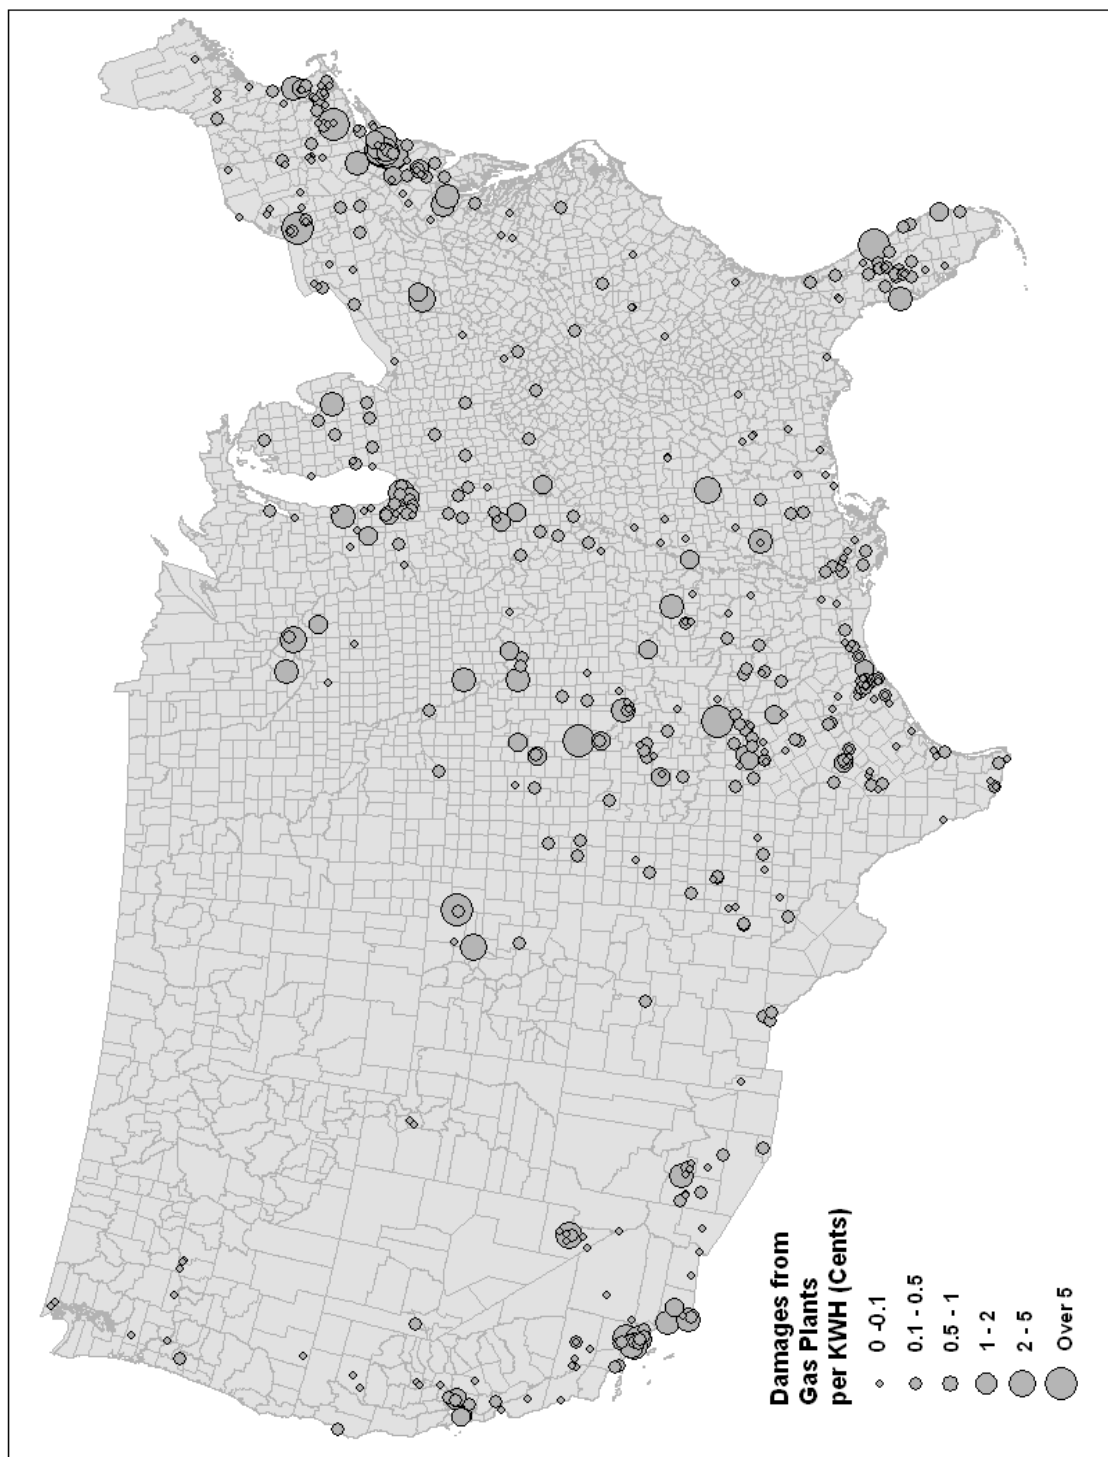 Damages from
Gas Plants
per KWH (Cents)
0 -0.1
0.1 - 0.5
0.5 - 1
1 - 2
2 - 5
Over 5